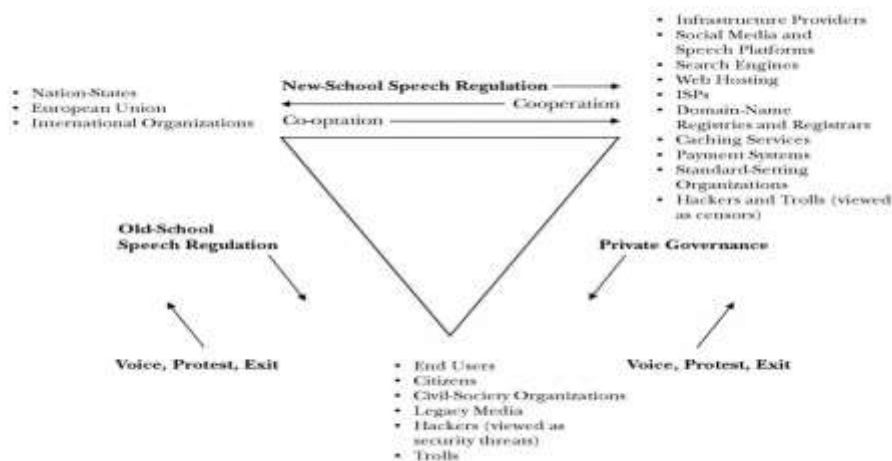 • Infrastructure Providers
• Social Media and
Speech Platforms
• Search Engines
• Web Hosting
• ISPs
• Domain-Name
Registries and Registrars
• Caching Services
• Payment Systems
• Standard-Setting
Organizations
• Hackers and Trolls (viewed
as censors)
• Nation-States
• European Union
• International Organizations
New-School Speech Regulation
Cooperation
Co-optation
Old-School
Speech Regulation
Private Governance
Voice, Protest, Exit
Voice, Protest, Exit
• End Users
• Citizens
• Civil-Society Organizations
• Legacy Media
• Hackers (viewed as
security threats)
• Trolls